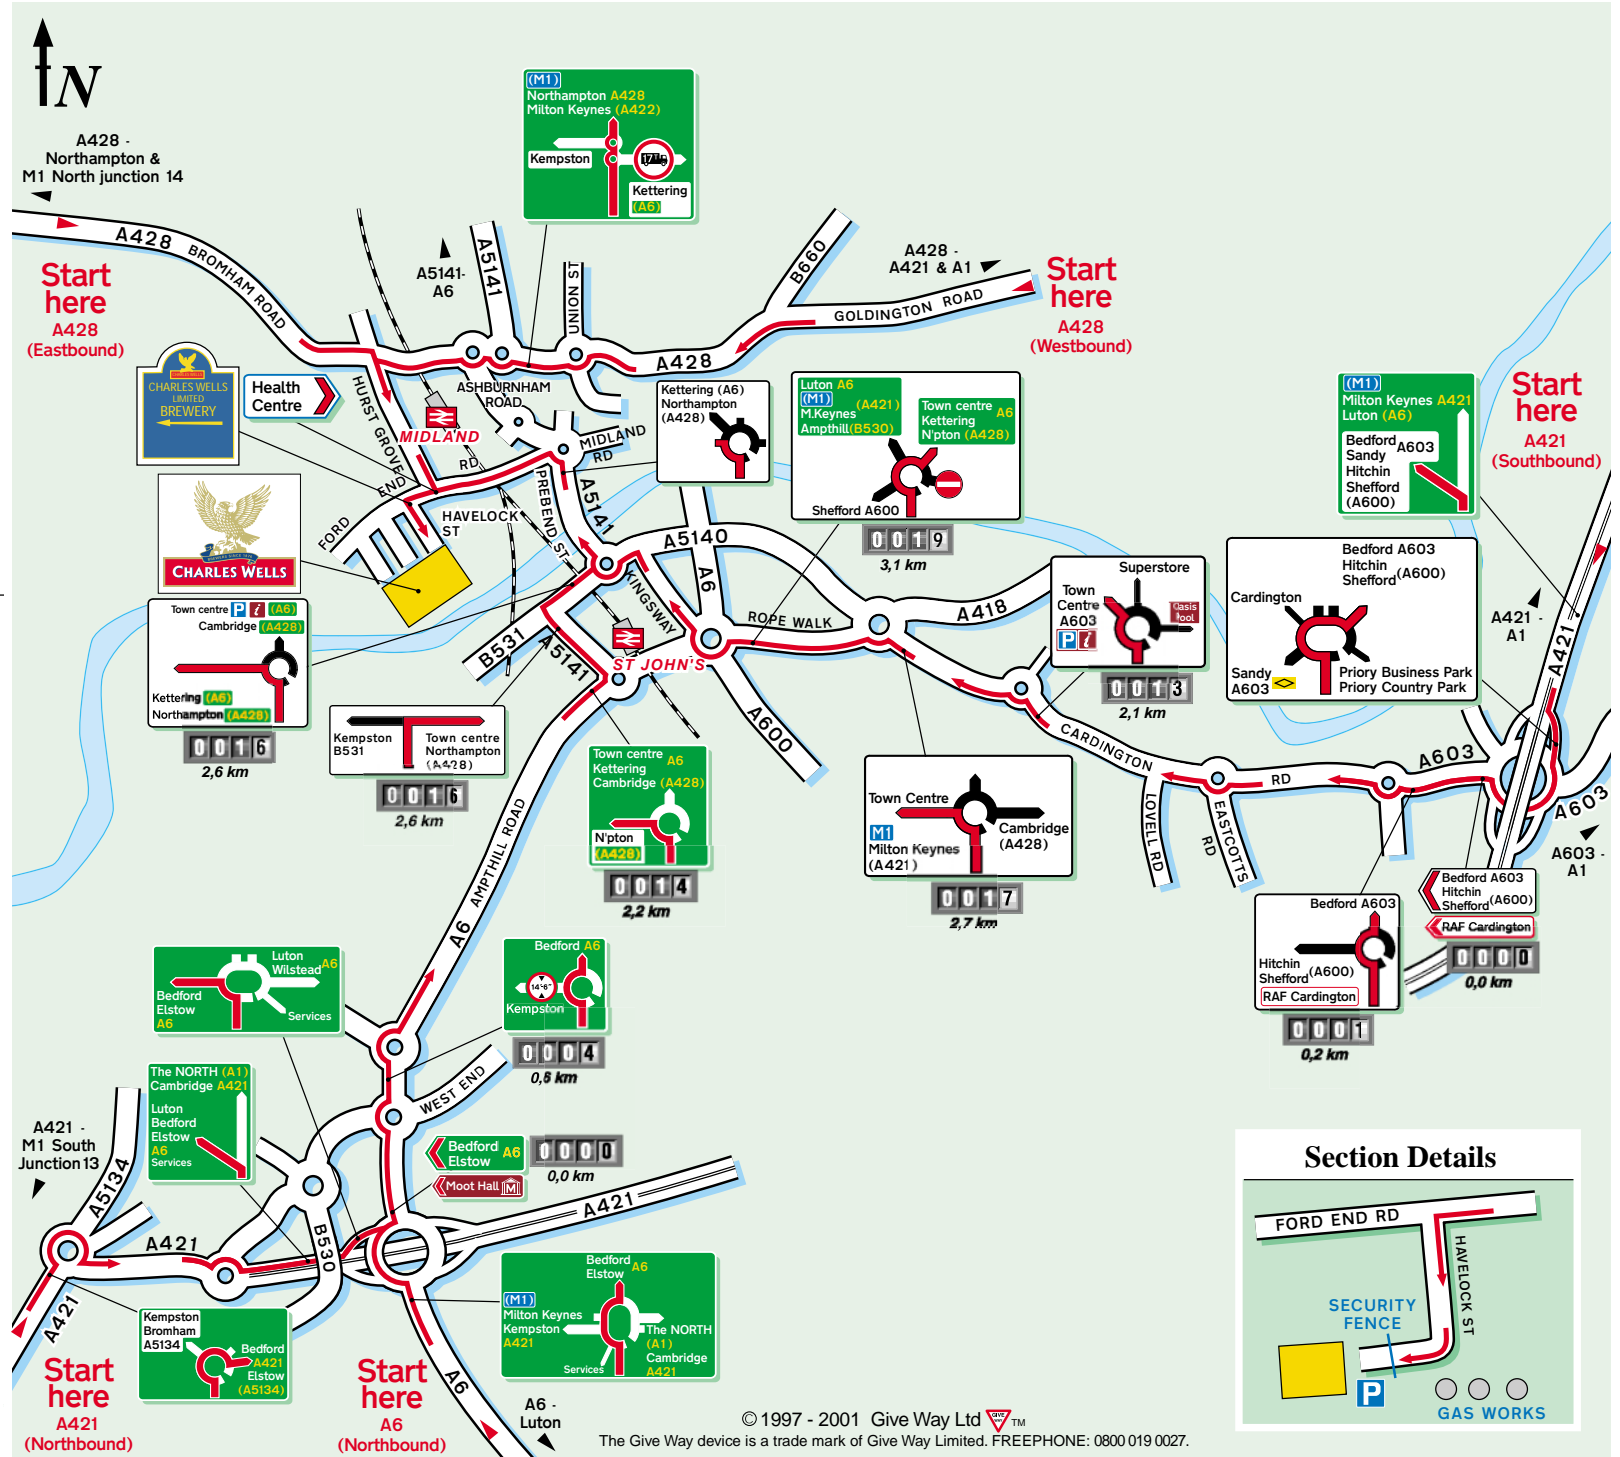 N
A428 -
Northampton &
M1 North junction 14
(M1)
Northampton A428
Milton Keynes (A422)
Kempston
17T
Kettering
(A6)
A428
BROMHAM ROAD
Start
here
A428
(Eastbound)
A5141-
A6
A5141
UNION ST
B660
A428 -
A421 & A1
GOLDINGTON ROAD
Start
here
A428
(Westbound)
A428
CHARLES WELLS
CHARLES WELLS
LIMITED
BREWERY
Health
Centre
HURST GROVE
ASHBURNHAM
ROAD
MIDLAND
MIDLAND
RD
FORD
END
RD
HAVELOCK
ST
PREBEND ST
A5141
CHARLES WELLS
Kettering (A6)
Northampton
(A428)
Luton A6
(M1)
(A421)
M.Keynes
Ampthill(B530)
Town centre
A6
Kettering
N'pton (A428)
Shefford A600
0019
3,1 km
(M1)
Milton Keynes A421
Luton (A6)
Bedford
A603
Sandy
Hitchin
Shefford
(A600)
Start
here
A421
(Southbound)
A5140
A6
KINGSWAY
ROPE WALK
A418
ST JOHN'S
B531
A5141
A600
Town centre P i (A6)
Cambridge (A428)
Kettering (A6)
Northampton (A428)
0016
2,6 km
Kempston
B531
Town centre
Northampton
(A428)
0016
2,6 km
Town centre
A6
Kettering
Cambridge (A428)
N'pton
(A428)
0014
2,2 km
Superstore
Town
Centre
A603
P i
Oasis
Pool
0013
2,1 km
Bedford A603
Hitchin
Shefford (A600)
Cardington
Sandy
A603
Priory Business Park
Priory Country Park
A421 -
A1
A421
CARDINGTON
RD
LOVELL RD
EASTCOTTS
RD
A603
A603
A603 -
A1
Town Centre
M1
Milton Keynes
(A421)
Cambridge
(A428)
0017
2,7 km
Bedford A603
Hitchin
Shefford (A600)
RAF Cardington
0001
0,2 km
Bedford A603
Hitchin
Shefford (A600)
RAF Cardington
0000
0,0 km
A6
AMPTHILL ROAD
Luton
Wilstead A6
Bedford
Elstow
A6
Services
Bedford A6
14'-6"
Kempston
0004
0,6 km
WEST END
The NORTH (A1)
Cambridge A421
Luton
Bedford
Elstow
A6
Services
A421 -
M1 South
Junction 13
A5134
Bedford
Elstow
A6
Moot Hall
0000
0,0 km
A421
B530
A421
A421
Kempston
Bromham
A5134
Bedford
A421
Elstow
(A5134)
Start
here
A421
(Northbound)
Start
here
A6
(Northbound)
A6
Bedford
Elstow A6
(M1)
Milton Keynes
Kempston
A421
The NORTH
(A1)
Cambridge
A421
Services
A6 -
Luton
© 1997 - 2001 Give Way Ltd GIVE WAY TM
The Give Way device is a trade mark of Give Way Limited. FREEPHONE: 0800 019 0027.
Section Details
FORD END RD
HAVELOCK ST
SECURITY
FENCE
P
GAS WORKS